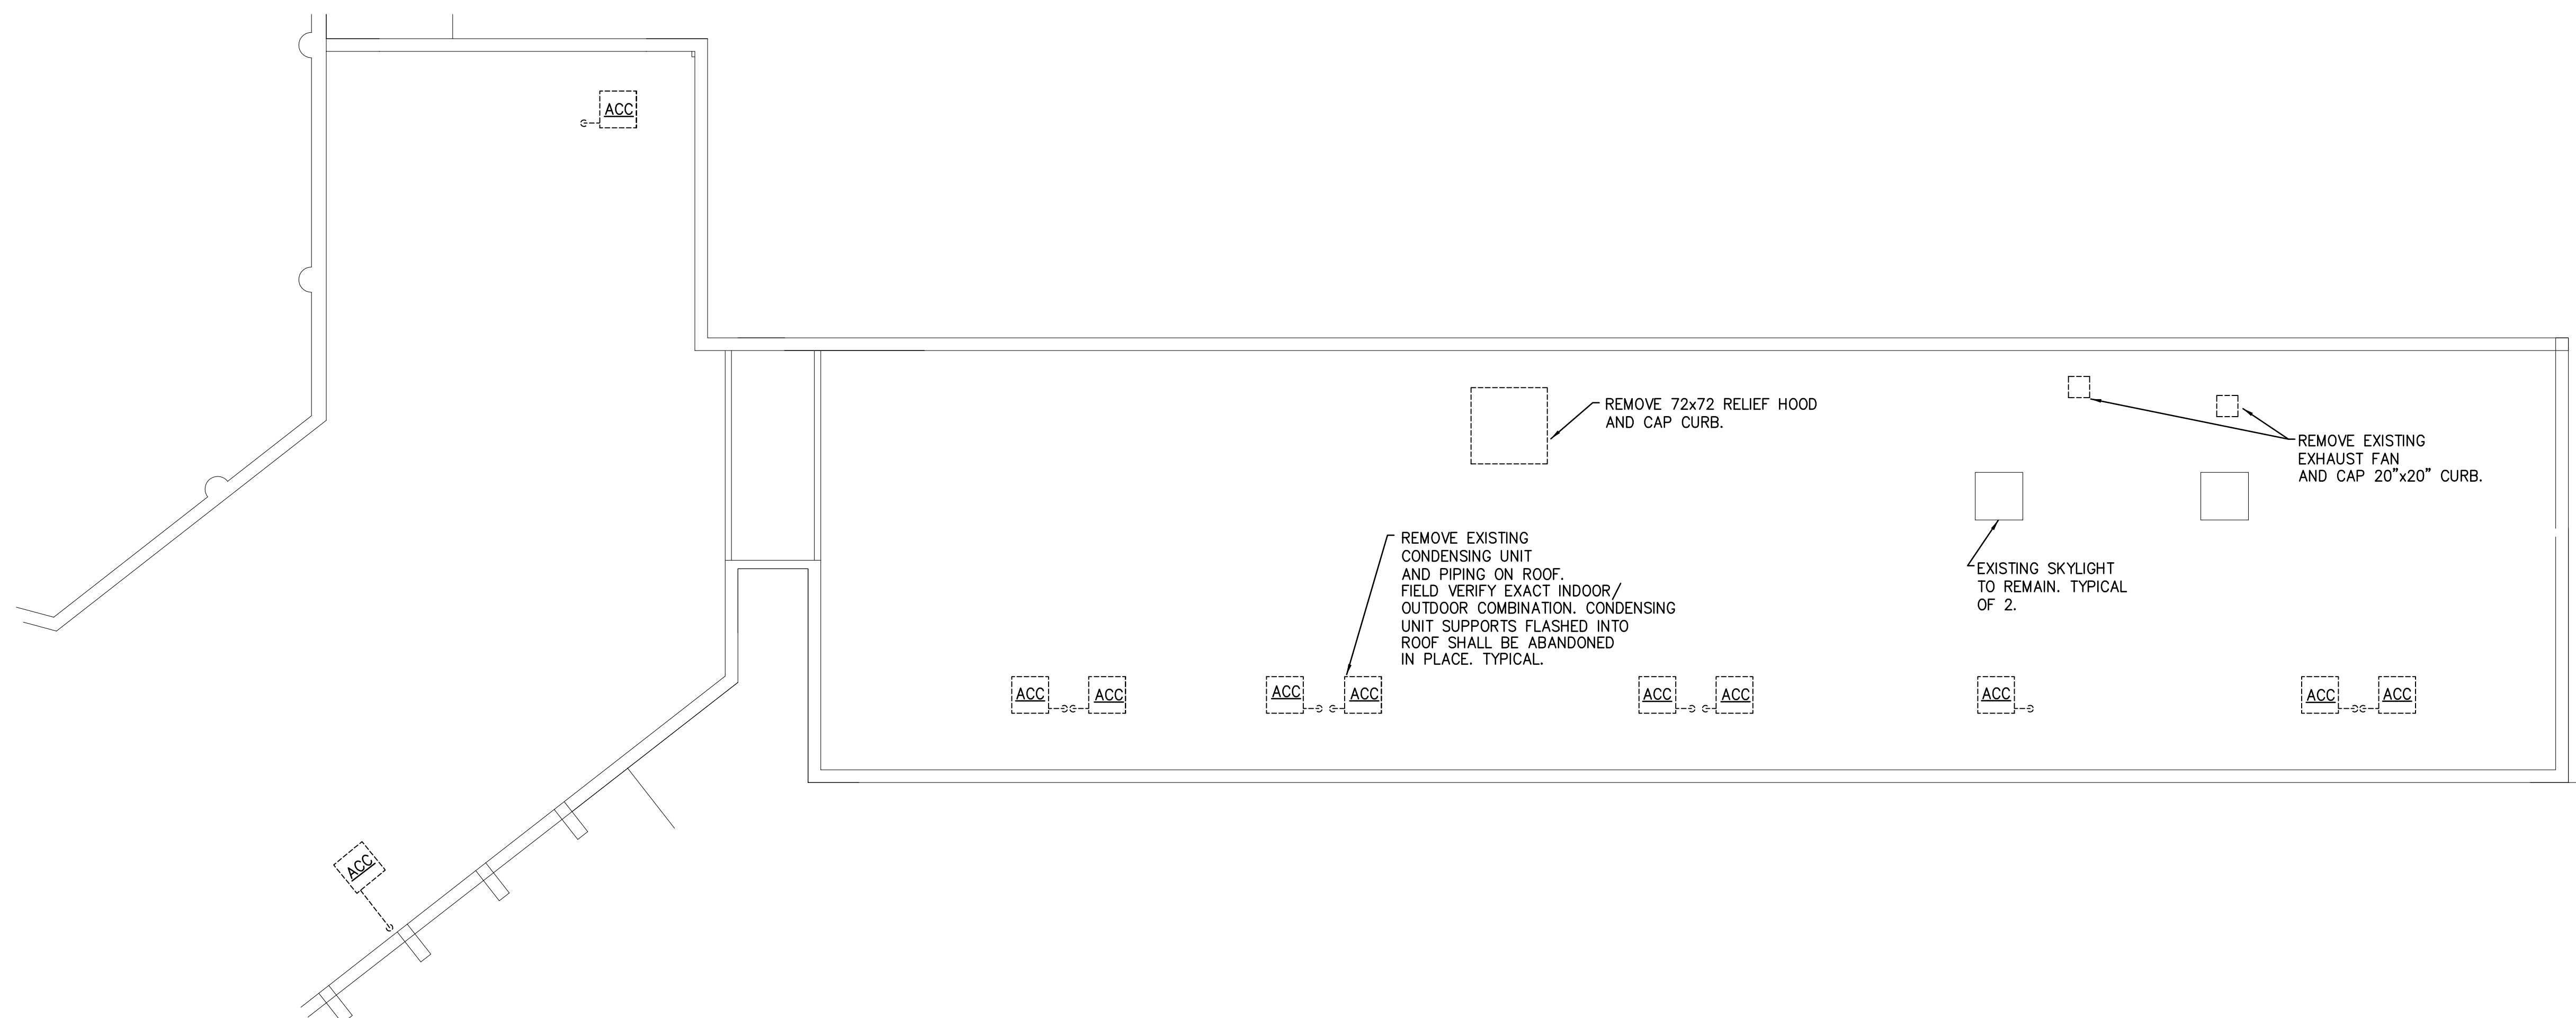 ACC
REMOVE 72x72 RELIEF HOOD
AND CAP CURB.
REMOVE EXISTING
EXHAUST FAN
AND CAP 20"x20" CURB.
REMOVE EXISTING
CONDENSING UNIT
AND PIPING ON ROOF.
FIELD VERIFY EXACT INDOOR/
OUTDOOR COMBINATION. CONDENSING
UNIT SUPPORTS FLASHED INTO
ROOF SHALL BE ABANDONED
IN PLACE. TYPICAL.
EXISTING SKYLIGHT
TO REMAIN. TYPICAL
OF 2.
ACC
ACC
ACC
ACC
ACC
ACC
ACC
ACC
ACC
ACC